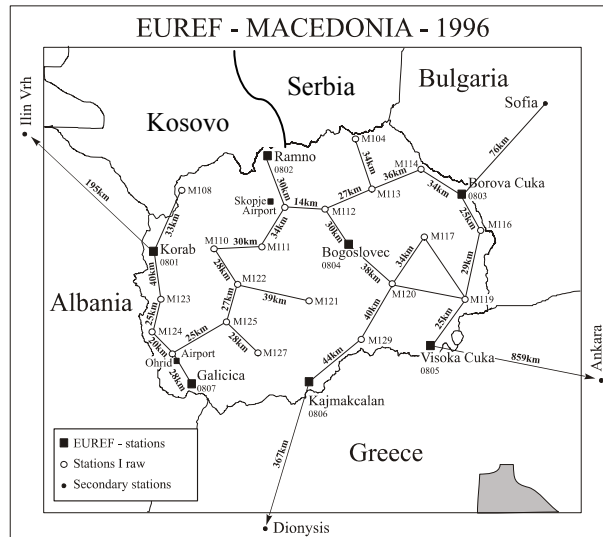 EUREF - MACEDONIA - 1996
Bulgaria
Serbia
Kosovo
Sofia
Ilin Vrh
76km
M104
Ramno
0802
34km
M114
36km
34km
Borova Cuka
0803
195km
M108
30km
Skopje
Airport
14km
27km
M113
M112
25km
M116
33km
34km
30km
M110
30km
M111
Bogoslovec
0804
M117
34km
29km
Korab
0801
40km
28km
38km
M122
M120
M123
39km
M121
M119
Albania
25km
27km
40km
25km
M124
M125
25km
20km
28km
M127
M129
Visoka Cuka
0805
859km
Ankara
Ohrid
Airport
28km
Galicica
0807
44km
Kajmakcalan
0806
367km
Greece
EUREF - stations
Stations I raw
Secondary stations
Dionysis